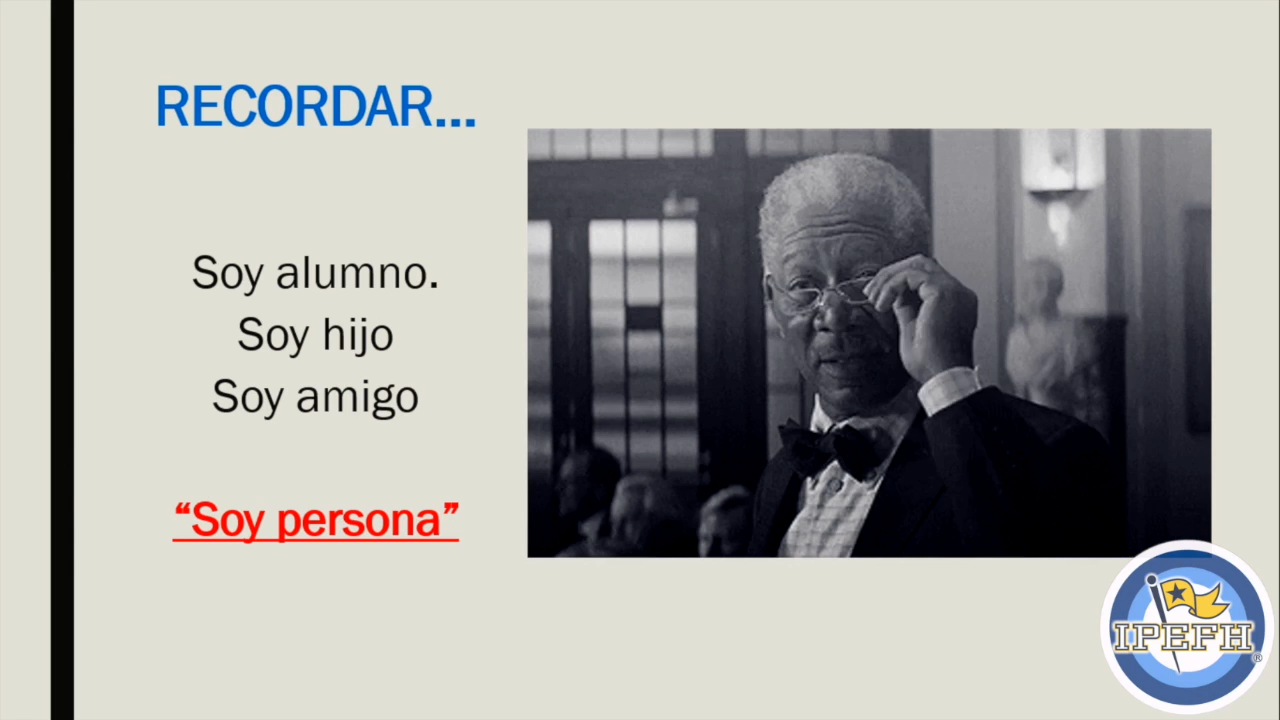 RECORDAR...
Soy alumno.
Soy hijo
Soy amigo
“Soy persona”
IPEFH
®